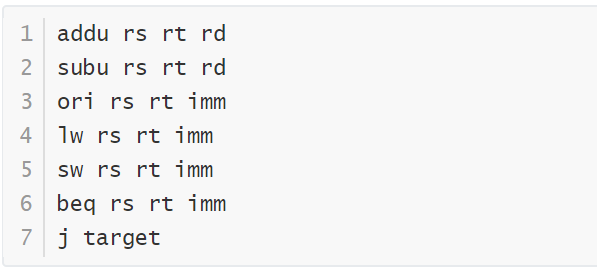 1 addu rs rt rd
2 subu rs rt rd
3 ori rs rt imm
4 lw rs rt imm
5 sw rs rt imm
6 beq rs rt imm
7 j target